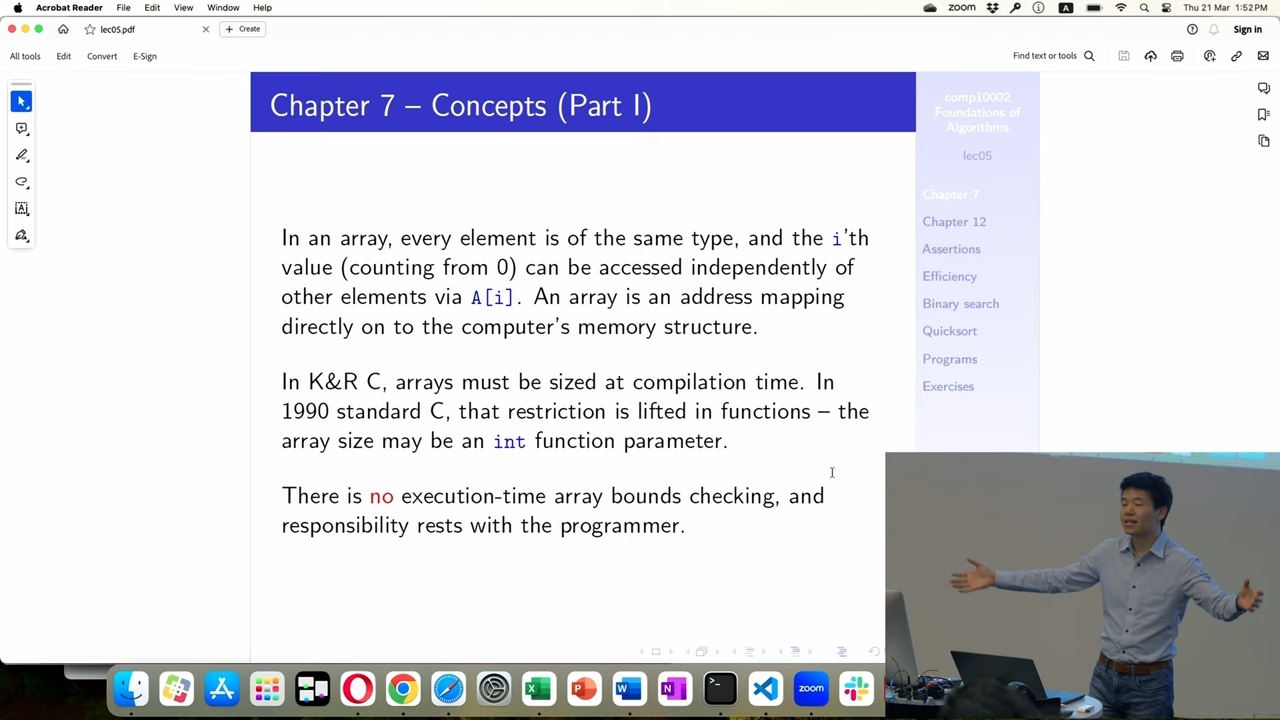 Acrobat Reader File Edit View Window Help zoom A Thu 21 Mar 1:52PM
lec05.pdf + Create Sign in
All tools Edit Convert E-Sign Find text or tools
Chapter 7 – Concepts (Part I)
In an array, every element is of the same type, and the i'th
value (counting from 0) can be accessed independently of
other elements via A[i]. An array is an address mapping
directly on to the computer's memory structure.
In K&R C, arrays must be sized at compilation time. In
1990 standard C, that restriction is lifted in functions – the
array size may be an int function parameter.
There is no execution-time array bounds checking, and
responsibility rests with the programmer.
comp10002
Foundations of
Algorithms
lec05
Chapter 7
Chapter 12
Assertions
Efficiency
Binary search
Quicksort
Programs
Exercises
zoom